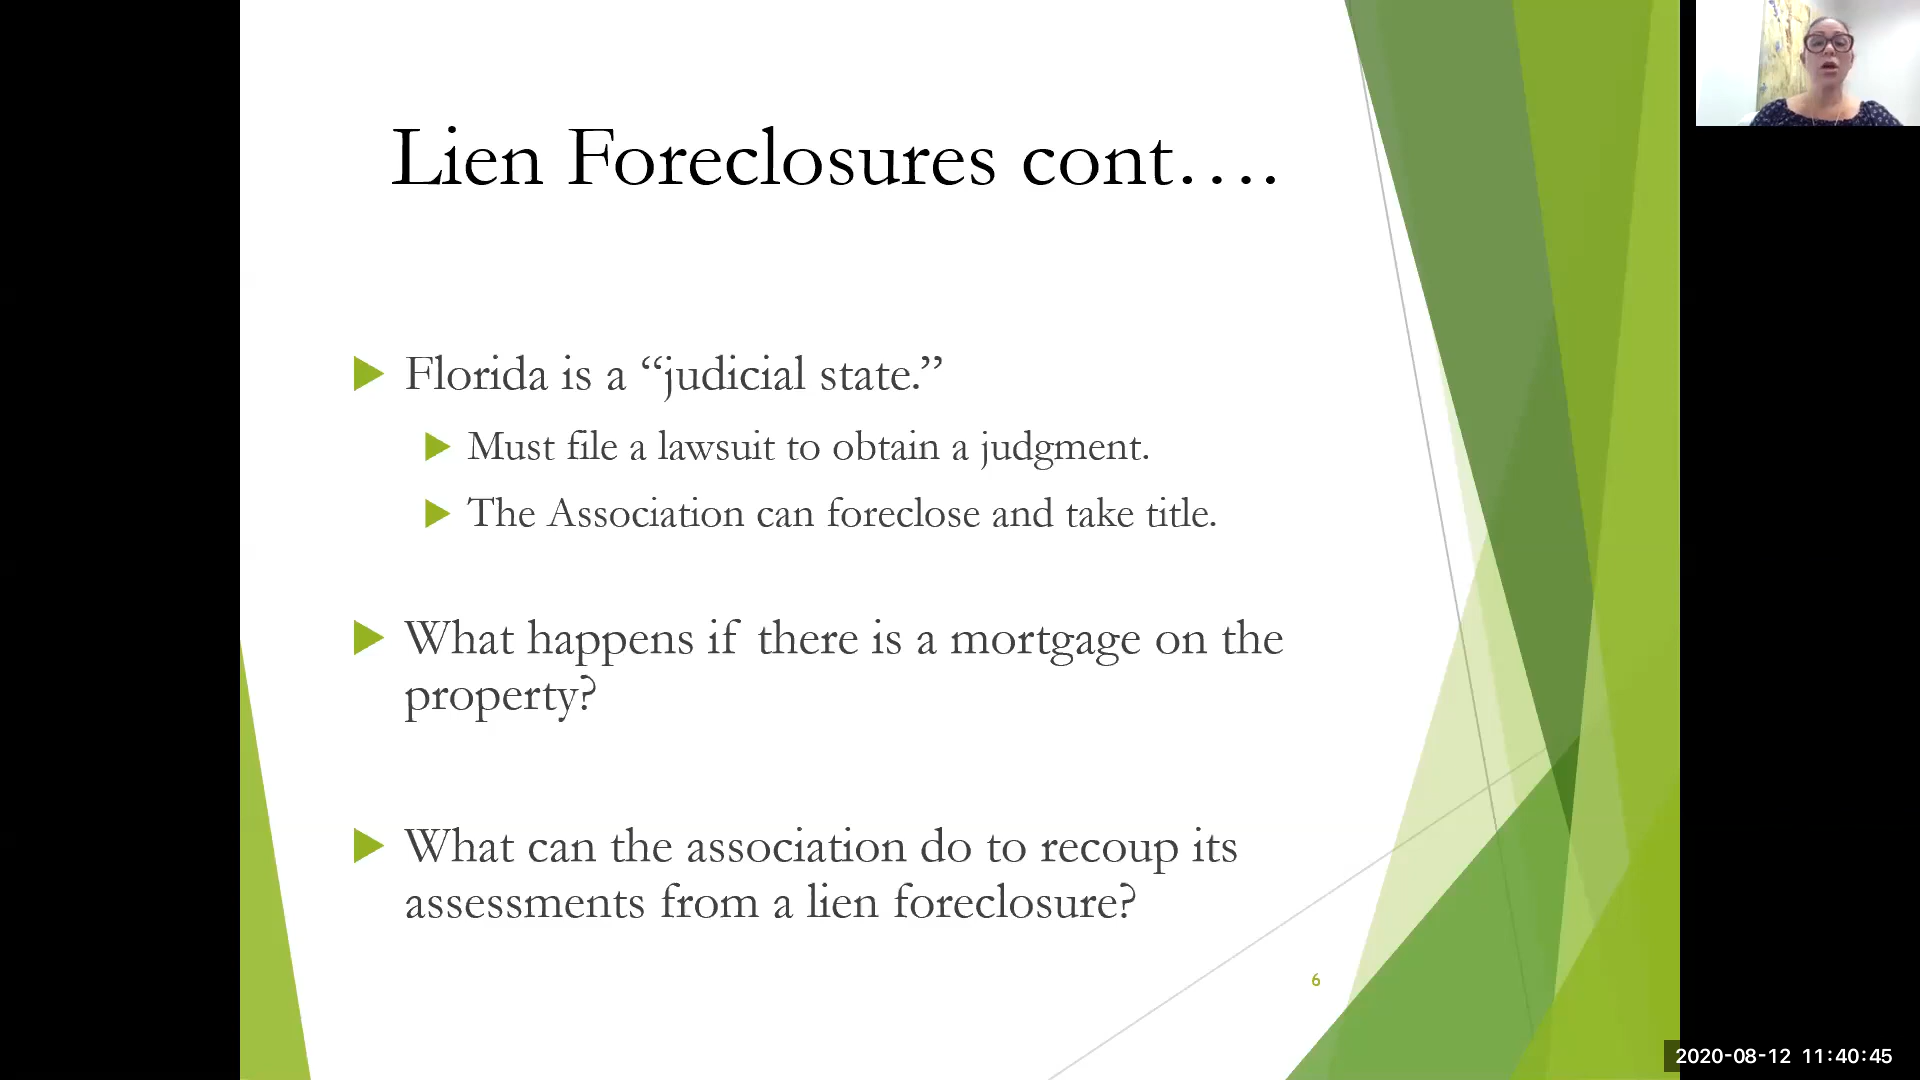 Lien Foreclosures cont….
Florida is a “judicial state.”
Must file a lawsuit to obtain a judgment.
The Association can foreclose and take title.
What happens if there is a mortgage on the
property?
What can the association do to recoup its
assessments from a lien foreclosure?
6
2020-08-12 11:40:45